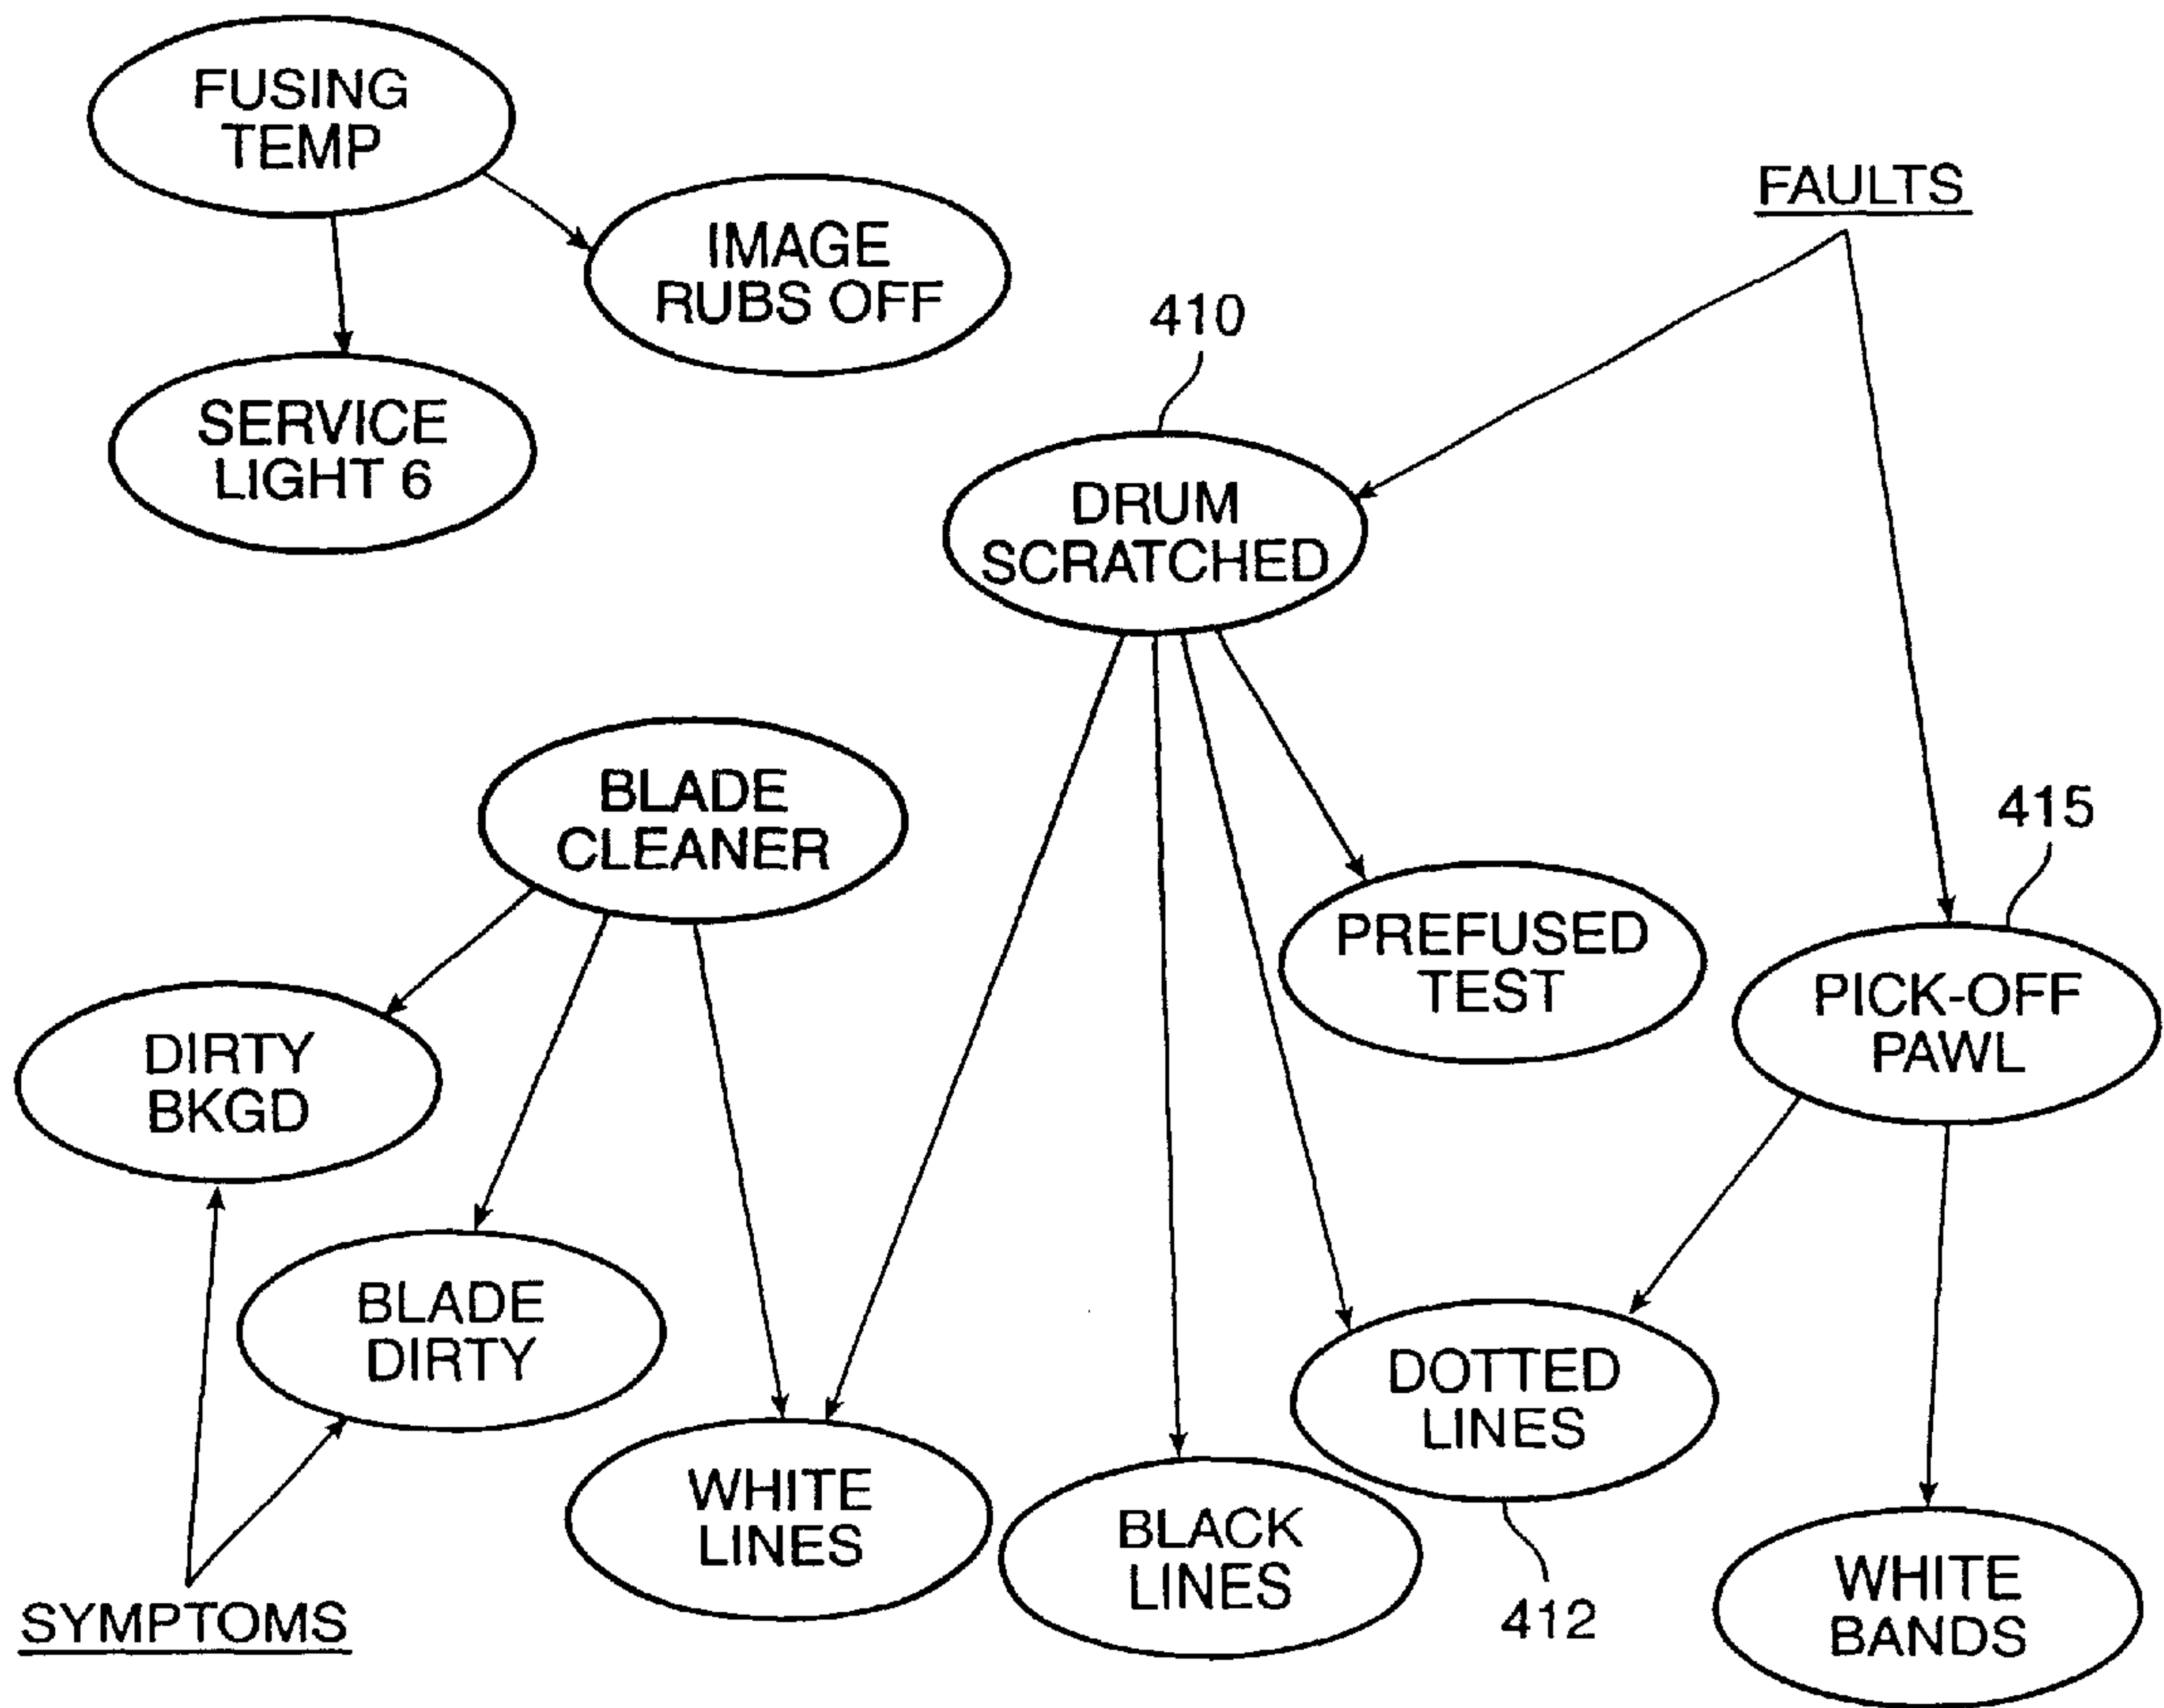 FUSING
TEMP
FAULTS
IMAGE
RUBS OFF
410
SERVICE
LIGHT 6
DRUM
SCRATCHED
BLADE
CLEANER
415
PREFUSED
TEST
PICK-OFF
PAWL
DIRTY
BKGD
BLADE
DIRTY
DOTTED
LINES
WHITE
LINES
BLACK
LINES
WHITE
BANDS
412
SYMPTOMS